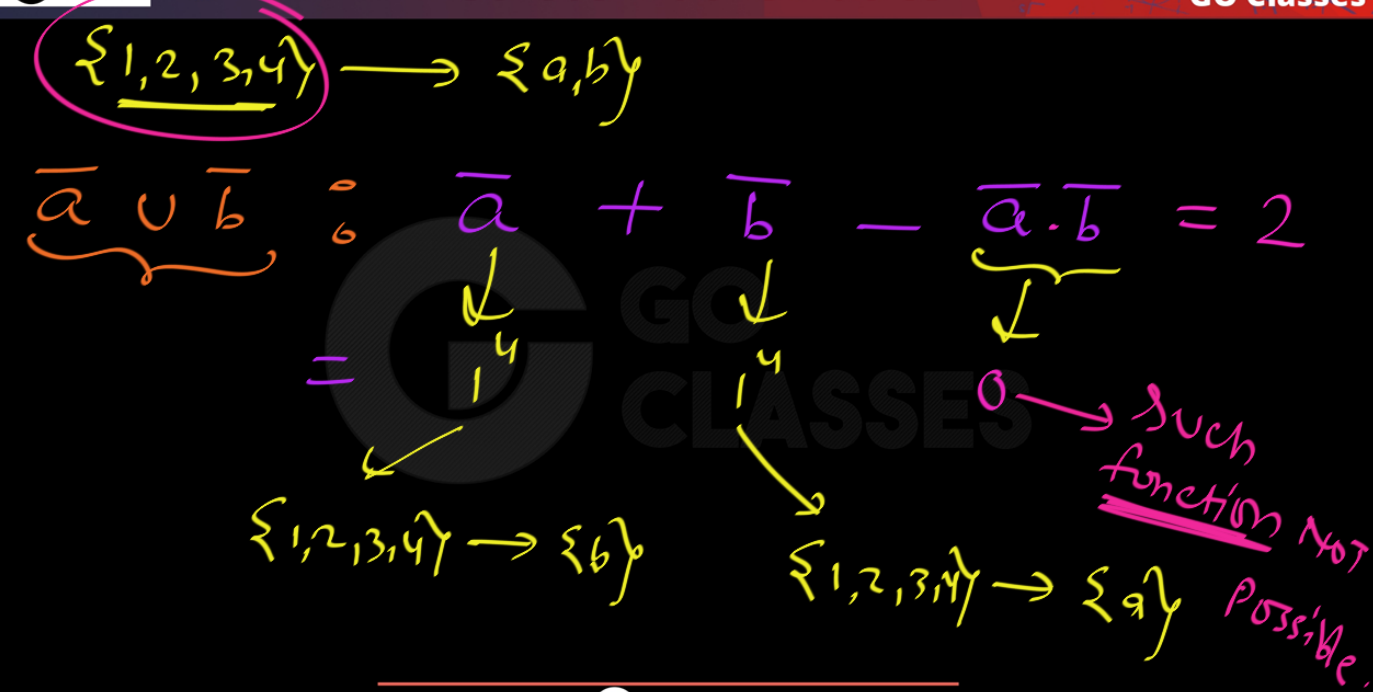 GO Classes
{1,2,3,4} → {a,b}
a̅ ∪ b̅ : a̅ + b̅ − a̅·b̅ = 2
GO
CLASSES
= 1⁴ 1⁴ 0 → Such
function NOT
Possible.
{1,2,3,4} → {b}
{1,2,3,4} → {a}